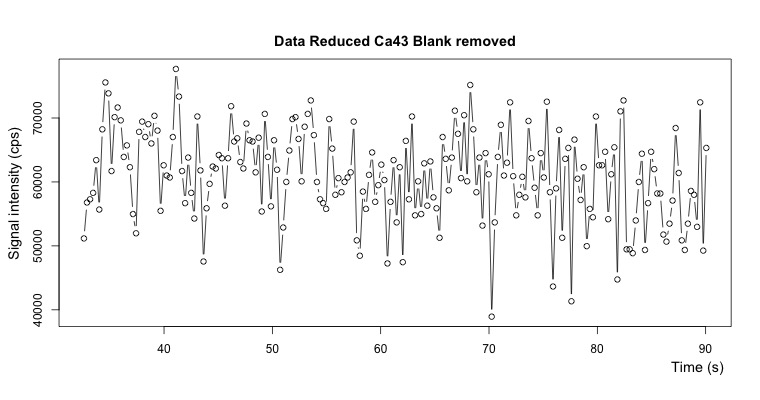 Data Reduced Ca43 Blank removed
Signal intensity (cps)
70000
60000
50000
40000
40 50 60 70 80 90
Time (s)